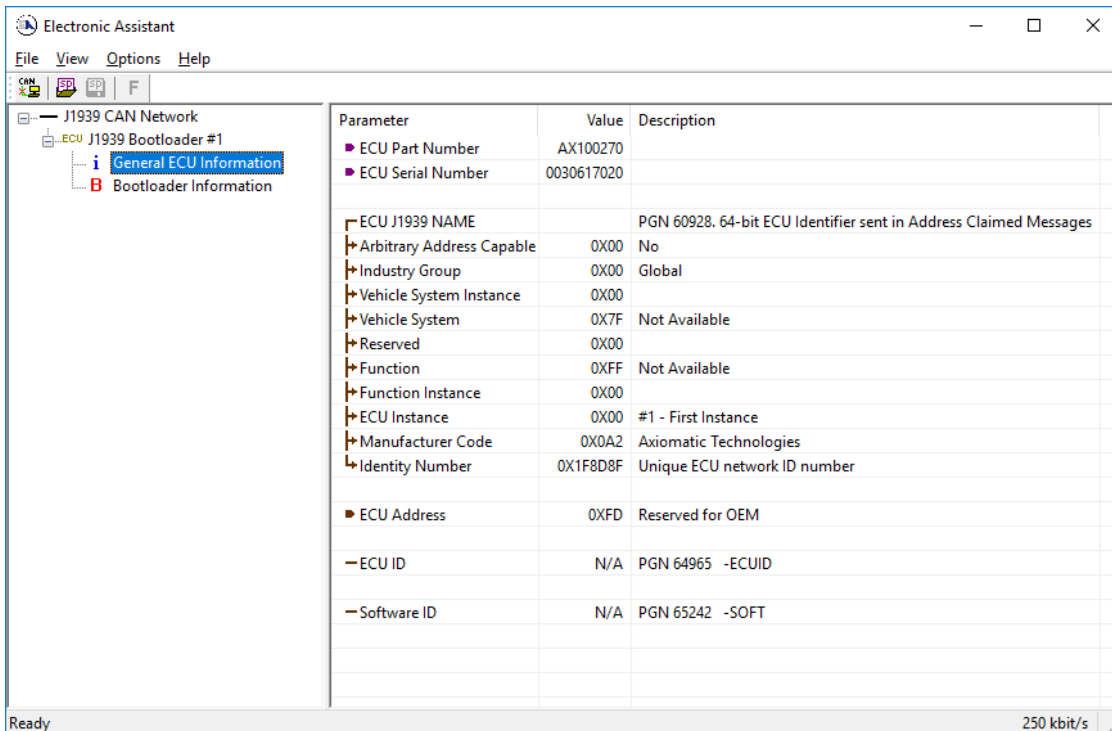 Electronic Assistant
File View Options Help
CAN SP SP F
J1939 CAN Network
ECU J1939 Bootloader #1
i General ECU Information
B Bootloader Information
Parameter Value Description
ECU Part Number AX100270
ECU Serial Number 0030617020
ECU J1939 NAME PGN 60928. 64-bit ECU Identifier sent in Address Claimed Messages
Arbitrary Address Capable 0X00 No
Industry Group 0X00 Global
Vehicle System Instance 0X00
Vehicle System 0X7F Not Available
Reserved 0X00
Function 0XFF Not Available
Function Instance 0X00
ECU Instance 0X00 #1 - First Instance
Manufacturer Code 0X0A2 Axiomatic Technologies
Identity Number 0X1F8D8F Unique ECU network ID number
ECU Address 0XFD Reserved for OEM
ECU ID N/A PGN 64965 -ECUID
Software ID N/A PGN 65242 -SOFT
Ready 250 kbit/s